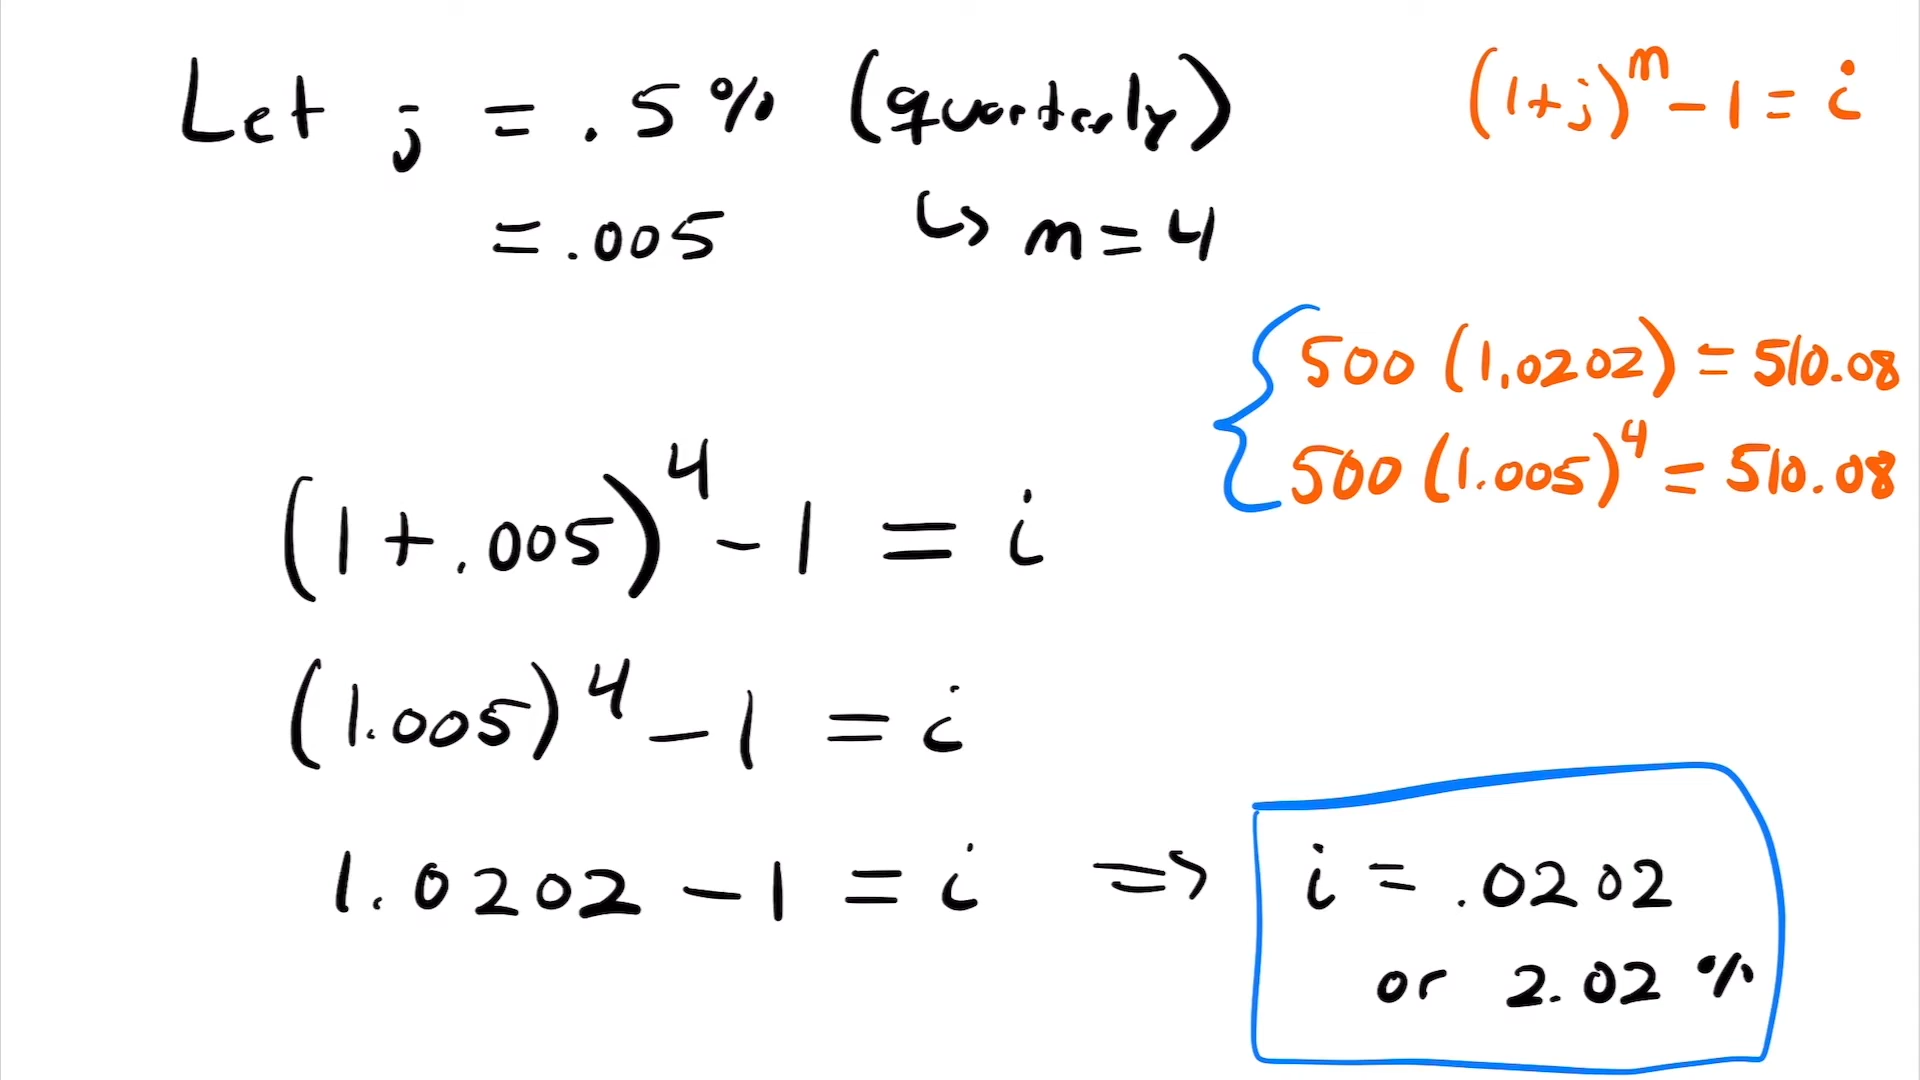 Let j = .5% (quarterly)
(1+j)^m - 1 = i
= .005 ↳ m = 4
500 (1.0202) = 510.08
500 (1.005)^4 = 510.08
(1 + .005)^4 - 1 = i
(1.005)^4 - 1 = i
1.0202 - 1 = i ⇒ i = .0202
or 2.02 %